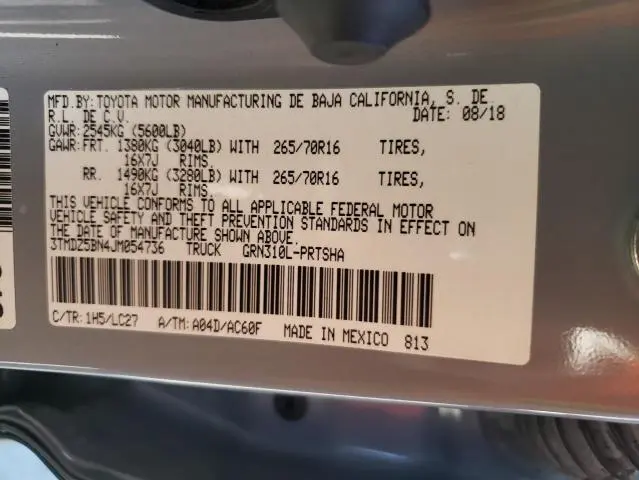 MFD.BY: TOYOTA MOTOR MANUFACTURING DE BAJA CALIFORNIA, S. DE
R.L. DE C.V. DATE: 08/18
GVWR: 2545KG (5600LB)
GAWR: FRT. 1380KG (3040LB) WITH 265/70R16 TIRES,
16X7J RIMS.
RR. 1490KG (3280LB) WITH 265/70R16 TIRES,
16X7J RIMS.
THIS VEHICLE CONFORMS TO ALL APPLICABLE FEDERAL MOTOR
VEHICLE SAFETY AND THEFT PREVENTION STANDARDS IN EFFECT ON
THE DATE OF MANUFACTURE SHOWN ABOVE.
3TMDZ5BN4JM054736 TRUCK GRN310L-PRTSHA
C/TR: 1H5/LC27 A/TM: A04D/AC60F MADE IN MEXICO 813